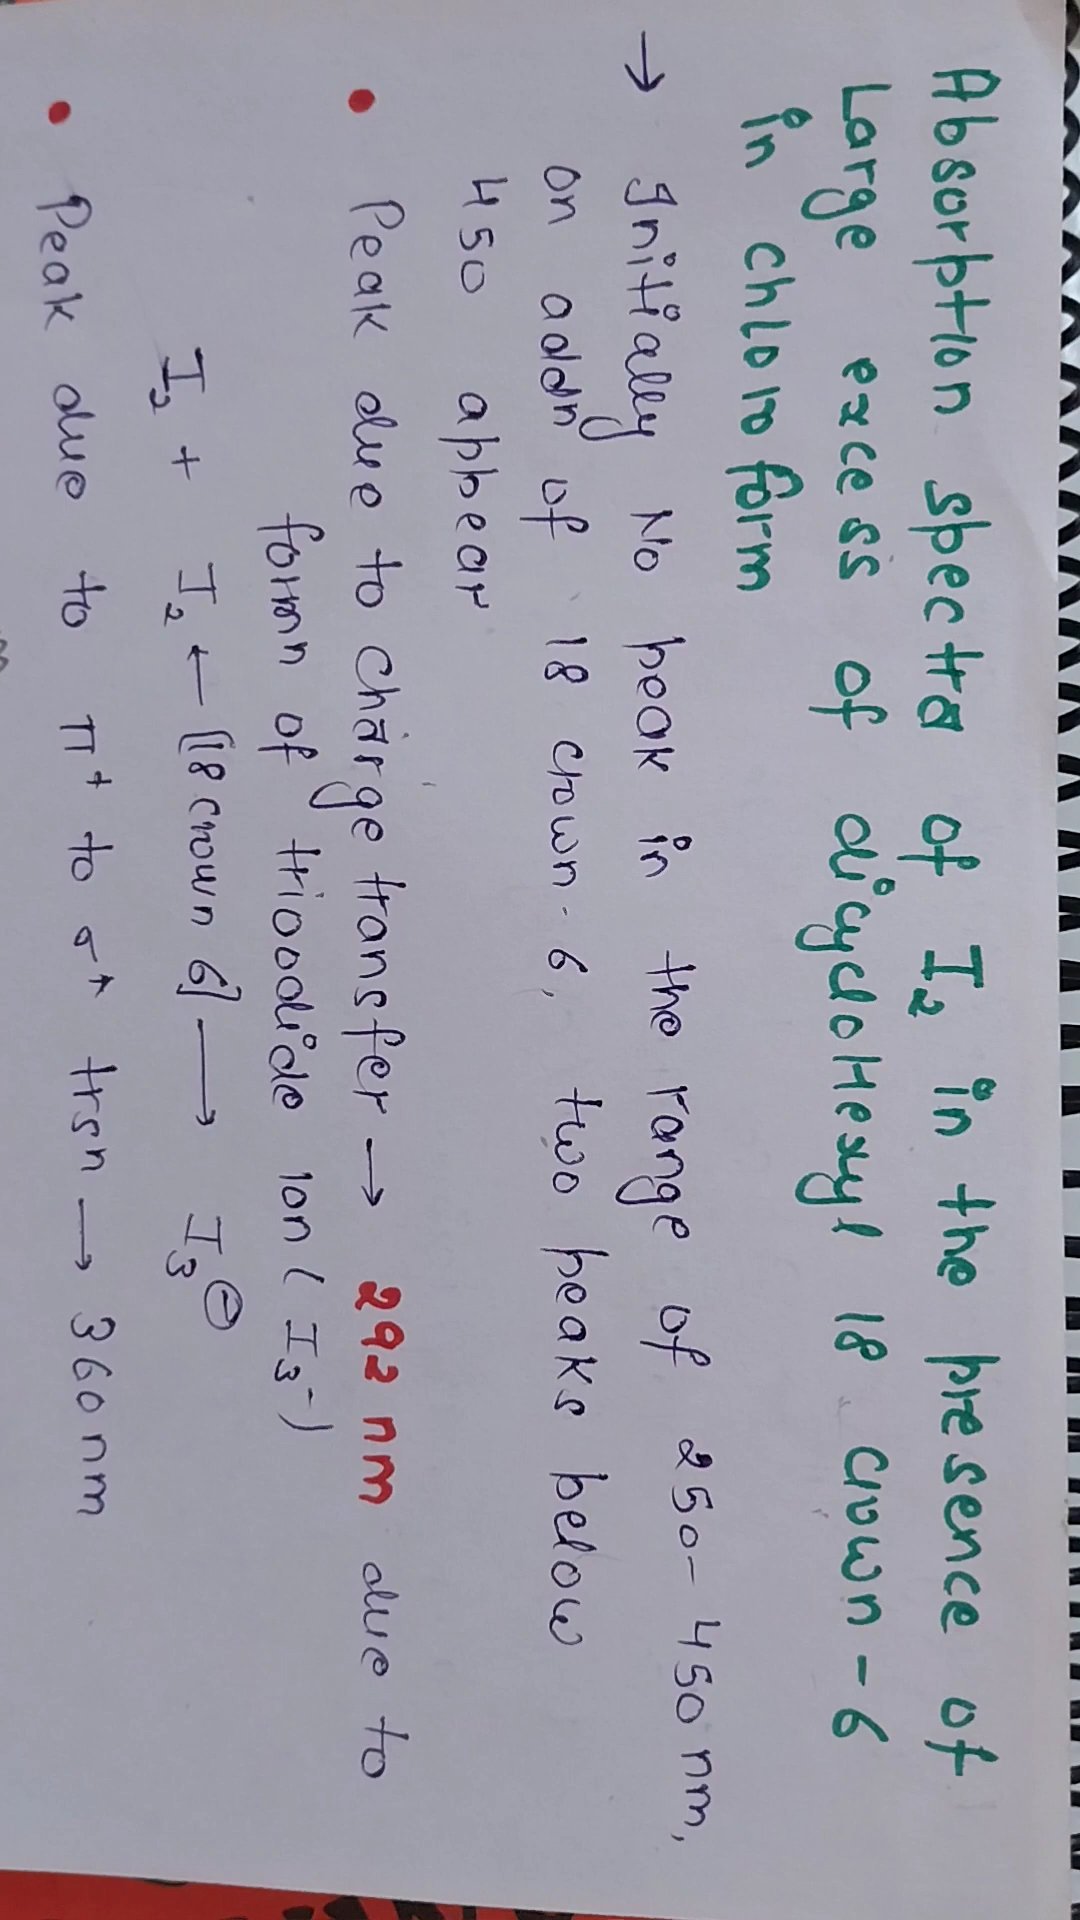 Absorption spectra of I₂ in the presence of
Large excess of dicycloHexyl 18 crown-6
in chloroform
→ Initially No peak in the range of 250-450 nm,
on addn of 18 crown-6, two peaks below
450 appear
• Peak due to charge transfer → 292 nm due to
formn of triiodide ion (I₃⁻)
I₂ + I₂ ← [18 crown 6] → I₃⊖
• Peak due to π* to σ* trsn → 360nm